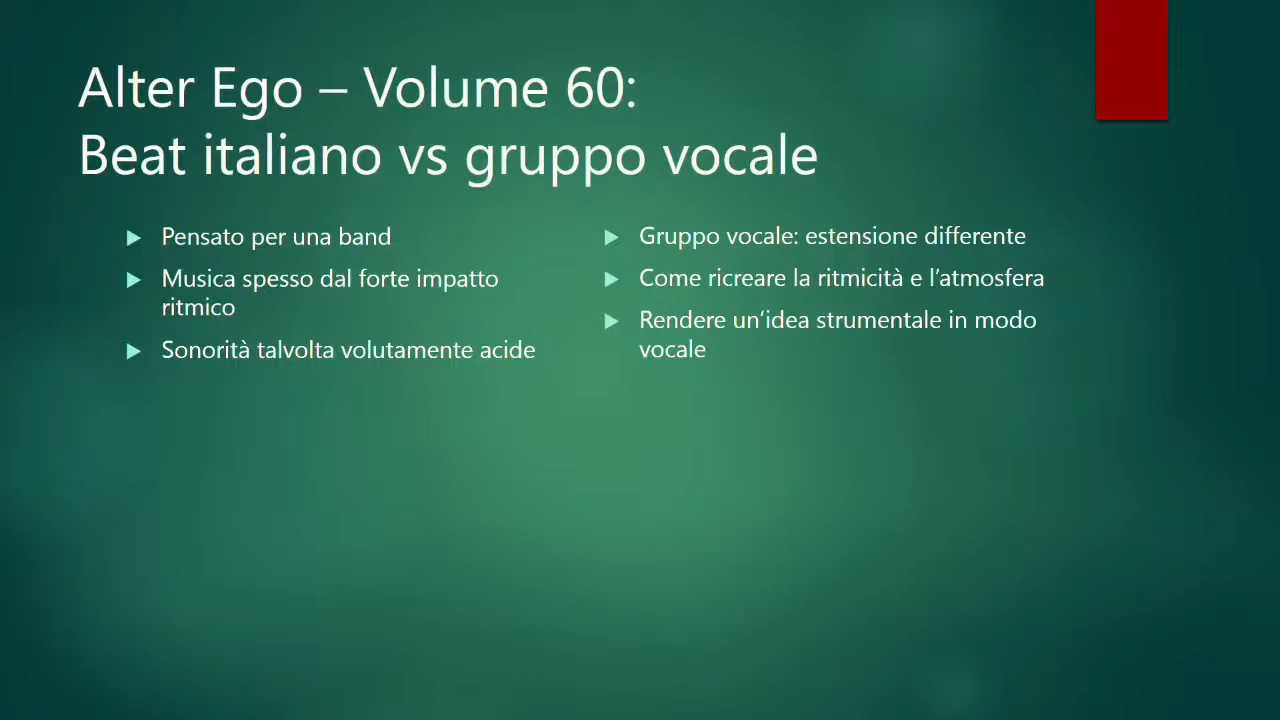 Alter Ego – Volume 60:
Beat italiano vs gruppo vocale
Pensato per una band
Musica spesso dal forte impatto
ritmico
Sonorità talvolta volutamente acide
Gruppo vocale: estensione differente
Come ricreare la ritmicità e l’atmosfera
Rendere un‘idea strumentale in modo
vocale